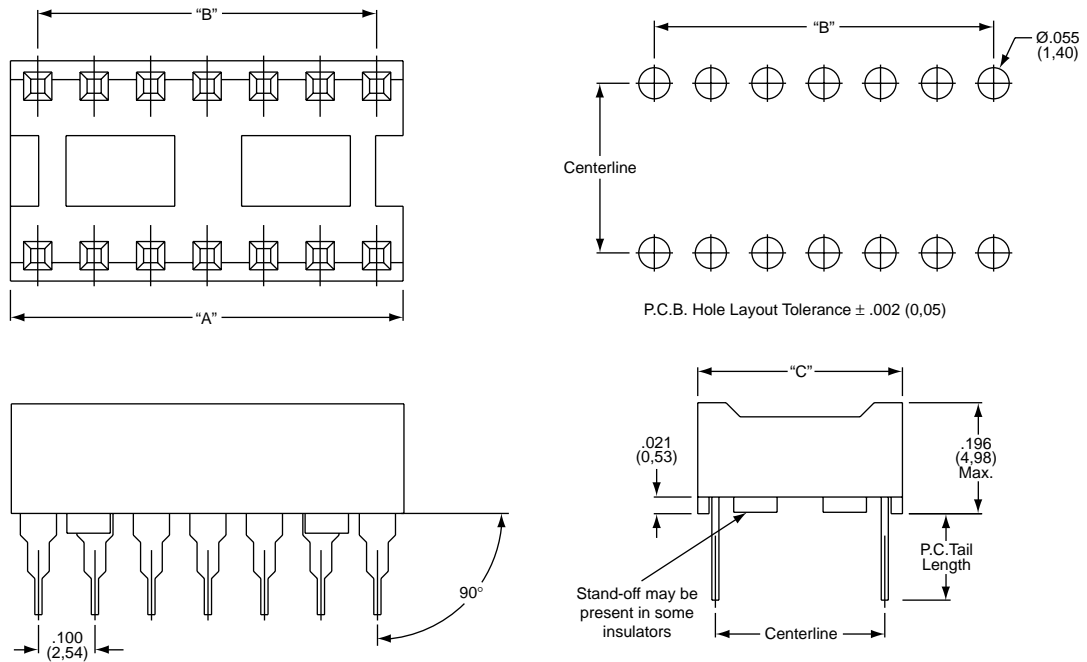 “B”
“A”
“B”
Ø.055
(1,40)
Centerline
P.C.B. Hole Layout Tolerance ± .002 (0,05)
90°
.100
(2,54)
“C”
.021
(0,53)
.196
(4,98)
Max.
P.C.Tail
Length
Stand-off may be
present in some
insulators
Centerline